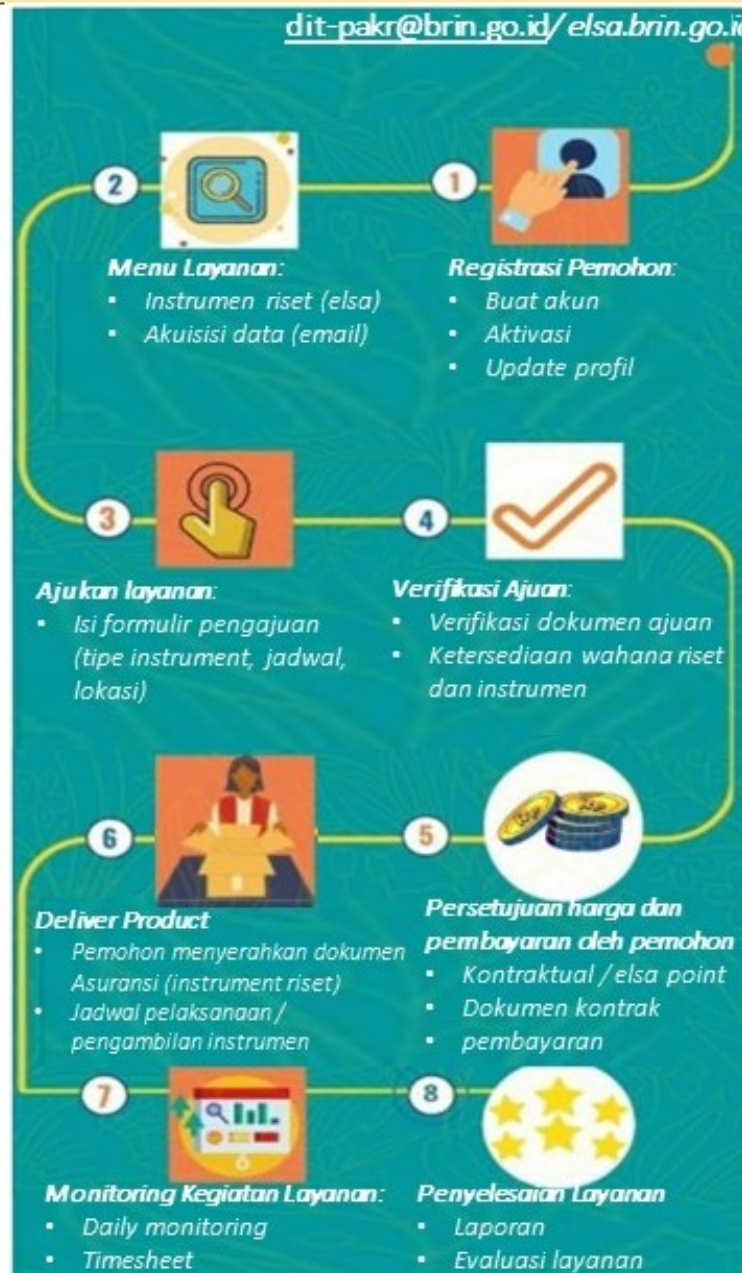 dit-pakr@brin.go.id/elsa.brin.go.id
1
Registrasi Pemohon:
• Buat akun
• Aktivasi
• Update profil
2
Menu Layanan:
• Instrumen riset (elsa)
• Akuisisi data (email)
3
Ajukan layanan:
• Isi formulir pengajuan
(tipe instrument, jadwal,
lokasi)
4
Verifikasi Ajuan:
• Verifikasi dokumen ajuan
• Ketersediaan wahana riset
dan instrumen
5
Persetujuan harga dan
pembayaran oleh pemohon
• Kontraktual / elsa point
• Dokumen kontrak
• pembayaran
6
Deliver Product
• Pemohon menyerahkan dokumen
Asuransi (instrument riset)
• Jadwal pelaksanaan /
pengambilan instrumen
7
Monitoring Kegiatan Layanan:
• Daily monitoring
• Timesheet
8
Penyelesaian Layanan
• Laporan
• Evaluasi layanan